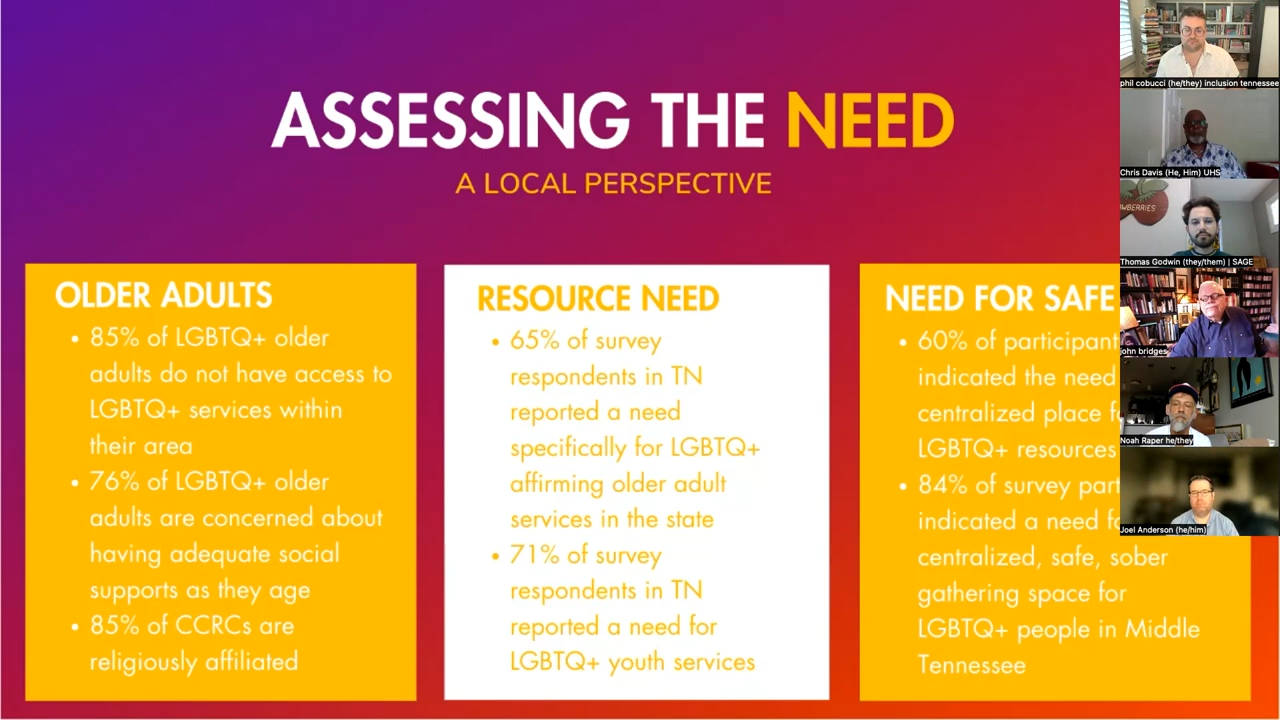 ASSESSING THE NEED
A LOCAL PERSPECTIVE
OLDER ADULTS
• 85% of LGBTQ+ older
adults do not have access to
LGBTQ+ services within
their area
• 76% of LGBTQ+ older
adults are concerned about
having adequate social
supports as they age
• 85% of CCRCs are
religiously affiliated
RESOURCE NEED
• 65% of survey
respondents in TN
reported a need
specifically for LGBTQ+
affirming older adult
services in the state
• 71% of survey
respondents in TN
reported a need for
LGBTQ+ youth services
NEED FOR SAFE
• 60% of participant
indicated the need
centralized place
LGBTQ+ resources
• 84% of survey
indicated a need
centralized, safe, sober
gathering space for
LGBTQ+ people in Middle
Tennessee
phil cobucci (he/they) inclusion tennessee
Chris Davis (He, Him) UHS
Thomas Godwin (they/them) | SAGE
john bridges
Noah Raper he/they
Joel Anderson (he/him)